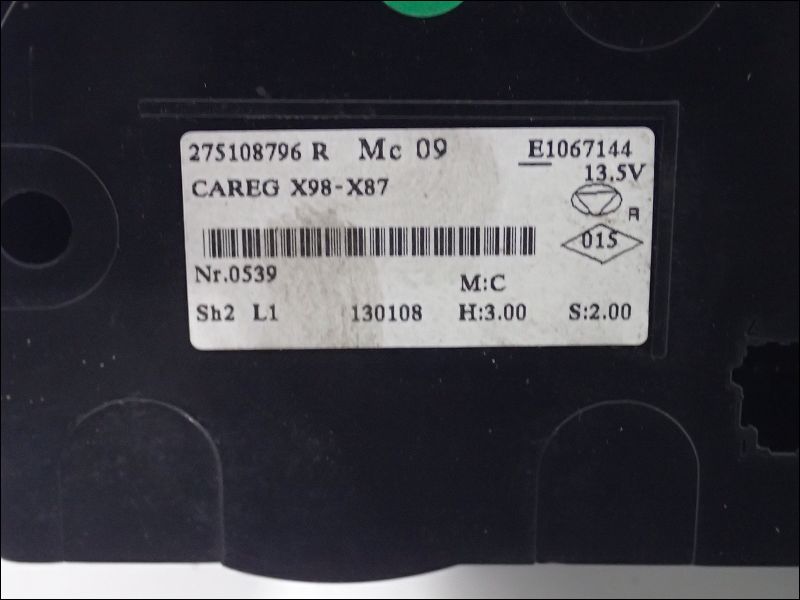 275108796 R Mc 09 E1067144
13.5V
CAREG X98-X87
R
015
Nr.0539
M:C
Sh2 L1 130108 H:3.00 S:2.00